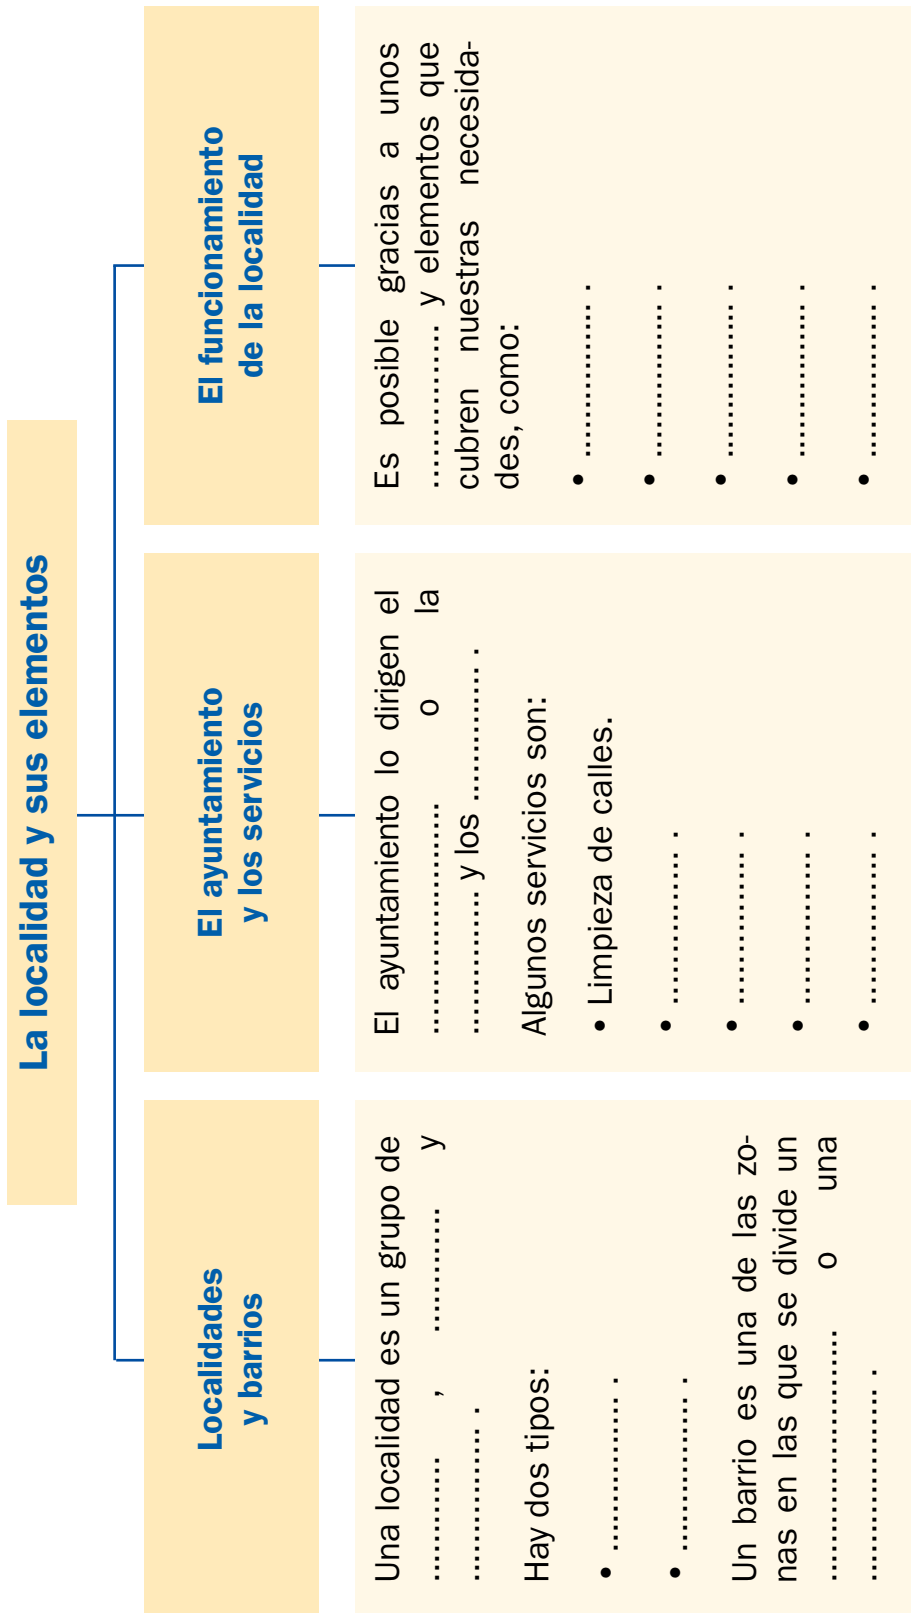 La localidad y sus elementos
Localidades
y barrios
Una localidad es un grupo de
................ , ................ y
...................... .
Hay dos tipos:
• ...................... .
• ...................... .
Un barrio es una de las zo-
nas en las que se divide un
................................ o una
........................... .
El ayuntamiento
y los servicios
El ayuntamiento lo dirigen el
.............................. o la
.................. y los .................. .
Algunos servicios son:
• Limpieza de calles.
• ...................... .
• ...................... .
• ...................... .
• ...................... .
El funcionamiento
de la localidad
Es posible gracias a unos
..................... y elementos que
cubren nuestras necesida-
des, como:
• ...................... .
• ...................... .
• ...................... .
• ...................... .
• ...................... .